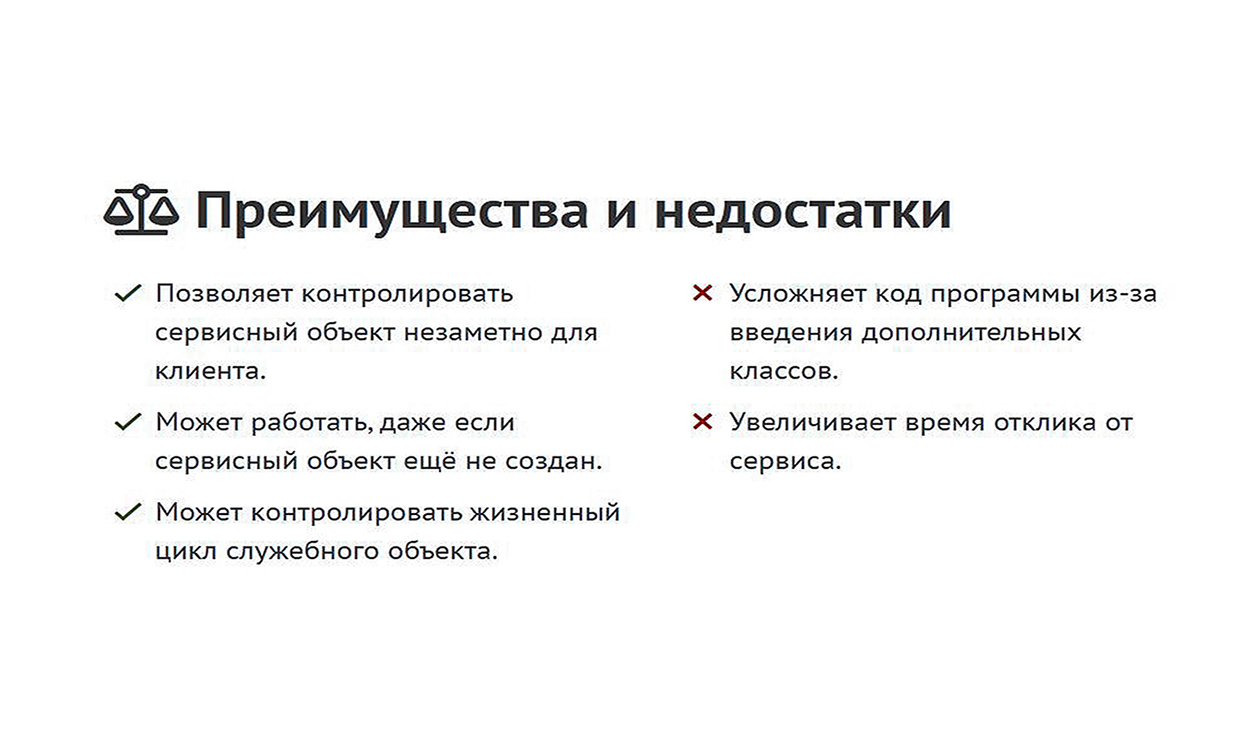 Преимущества и недостатки
Позволяет контролировать
сервисный объект незаметно для
клиента.
Может работать, даже если
сервисный объект ещё не создан.
Может контролировать жизненный
цикл служебного объекта.
Усложняет код программы из-за
введения дополнительных
классов.
Увеличивает время отклика от
сервиса.